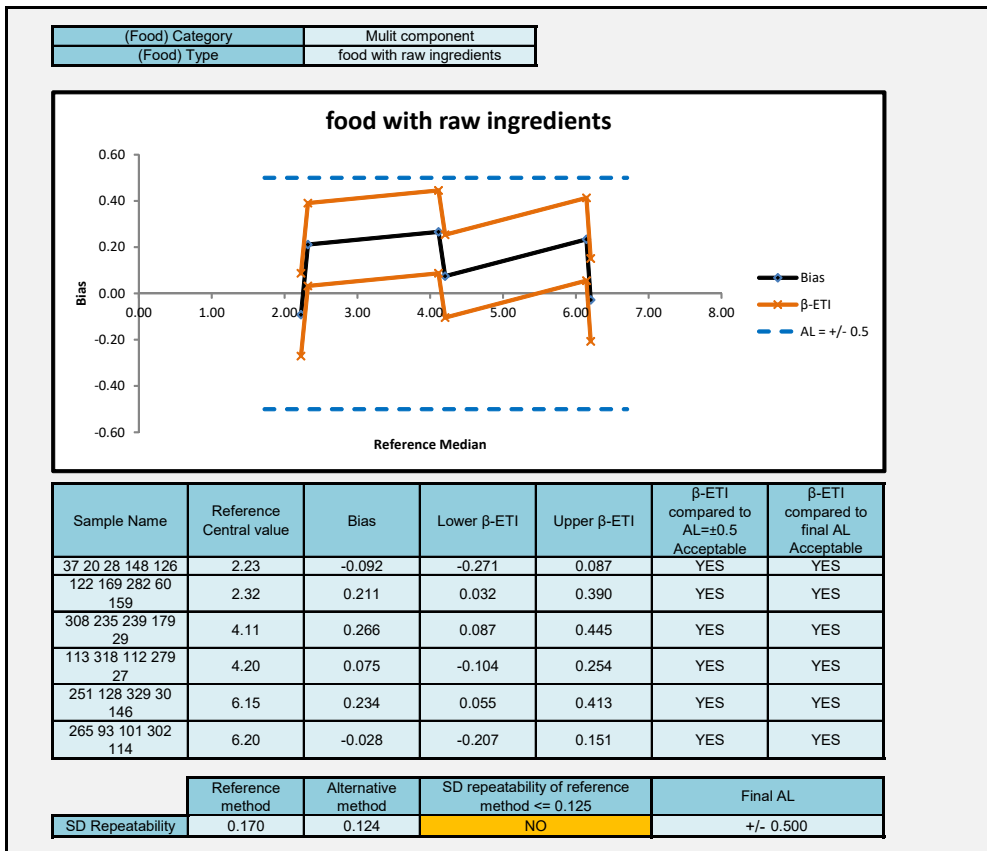 (Food) Category Mulit component
(Food) Type food with raw ingredients
food with raw ingredients
0.60
0.40
0.20
0.00
-0.20
-0.40
-0.60
0.00 1.00 2.00 3.00 4.00 5.00 6.00 7.00 8.00
Bias
Reference Median
Bias
β-ETI
AL = +/- 0.5
Sample Name Reference Central value Bias Lower β-ETI Upper β-ETI β-ETI compared to AL=±0.5 Acceptable β-ETI compared to final AL Acceptable
37 20 28 148 126 2.23 -0.092 -0.271 0.087 YES YES
122 169 282 60 159 2.32 0.211 0.032 0.390 YES YES
308 235 239 179 29 4.11 0.266 0.087 0.445 YES YES
113 318 112 279 27 4.20 0.075 -0.104 0.254 YES YES
251 128 329 30 146 6.15 0.234 0.055 0.413 YES YES
265 93 101 302 114 6.20 -0.028 -0.207 0.151 YES YES
Reference method Alternative method SD repeatability of reference method <= 0.125 Final AL
SD Repeatability 0.170 0.124 NO +/- 0.500